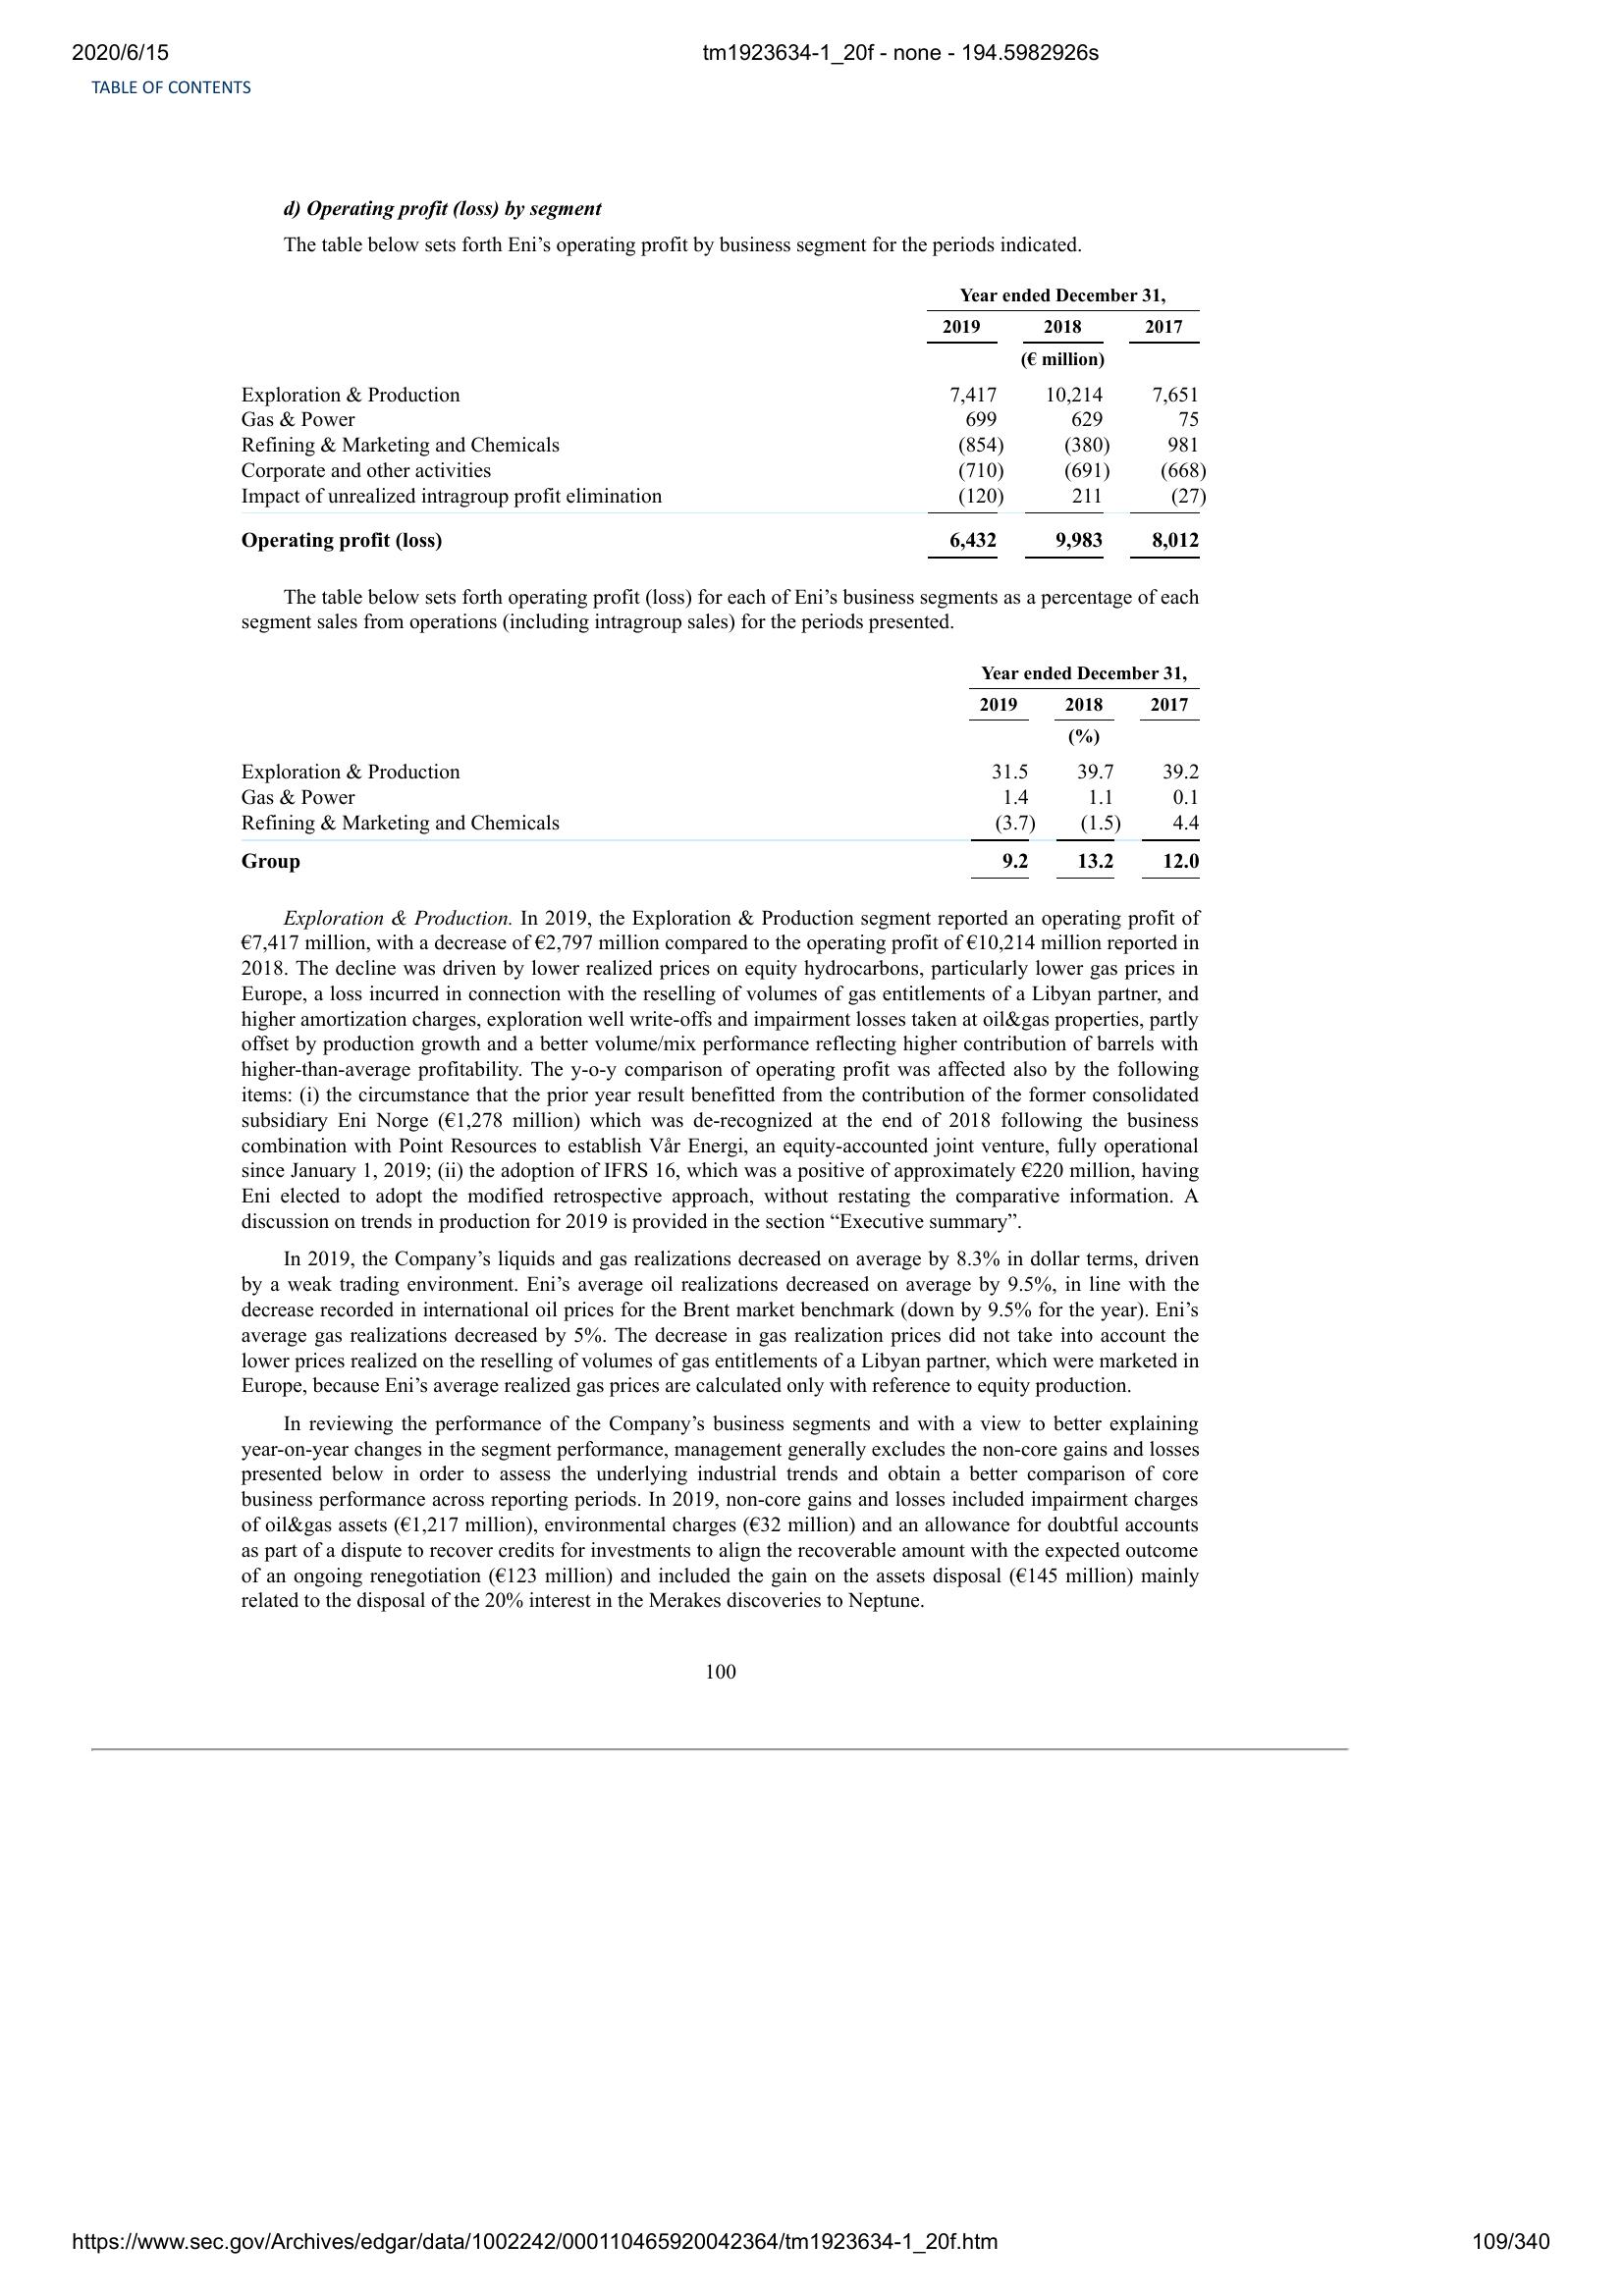 2020/6/15 tm1923634-1_20f - none - 194.5982926s
TABLE OF CONTENTS
d) Operating profit (loss) by segment
The table below sets forth Eni’s operating profit by business segment for the periods indicated.
Year ended December 31,
2019 2018 2017
(€ million)
Exploration & Production 7,417 10,214 7,651
Gas & Power 699 629 75
Refining & Marketing and Chemicals (854) (380) 981
Corporate and other activities (710) (691) (668)
Impact of unrealized intragroup profit elimination (120) 211 (27)
Operating profit (loss) 6,432 9,983 8,012
The table below sets forth operating profit (loss) for each of Eni’s business segments as a percentage of each
segment sales from operations (including intragroup sales) for the periods presented.
Year ended December 31,
2019 2018 2017
(%)
Exploration & Production 31.5 39.7 39.2
Gas & Power 1.4 1.1 0.1
Refining & Marketing and Chemicals (3.7) (1.5) 4.4
Group 9.2 13.2 12.0
Exploration & Production. In 2019, the Exploration & Production segment reported an operating profit of
€7,417 million, with a decrease of €2,797 million compared to the operating profit of €10,214 million reported in
2018. The decline was driven by lower realized prices on equity hydrocarbons, particularly lower gas prices in
Europe, a loss incurred in connection with the reselling of volumes of gas entitlements of a Libyan partner, and
higher amortization charges, exploration well write-offs and impairment losses taken at oil&gas properties, partly
offset by production growth and a better volume/mix performance reflecting higher contribution of barrels with
higher-than-average profitability. The y-o-y comparison of operating profit was affected also by the following
items: (i) the circumstance that the prior year result benefitted from the contribution of the former consolidated
subsidiary Eni Norge (€1,278 million) which was de-recognized at the end of 2018 following the business
combination with Point Resources to establish Vår Energi, an equity-accounted joint venture, fully operational
since January 1, 2019; (ii) the adoption of IFRS 16, which was a positive of approximately €220 million, having
Eni elected to adopt the modified retrospective approach, without restating the comparative information. A
discussion on trends in production for 2019 is provided in the section “Executive summary”.
In 2019, the Company’s liquids and gas realizations decreased on average by 8.3% in dollar terms, driven
by a weak trading environment. Eni’s average oil realizations decreased on average by 9.5%, in line with the
decrease recorded in international oil prices for the Brent market benchmark (down by 9.5% for the year). Eni’s
average gas realizations decreased by 5%. The decrease in gas realization prices did not take into account the
lower prices realized on the reselling of volumes of gas entitlements of a Libyan partner, which were marketed in
Europe, because Eni’s average realized gas prices are calculated only with reference to equity production.
In reviewing the performance of the Company’s business segments and with a view to better explaining
year-on-year changes in the segment performance, management generally excludes the non-core gains and losses
presented below in order to assess the underlying industrial trends and obtain a better comparison of core
business performance across reporting periods. In 2019, non-core gains and losses included impairment charges
of oil&gas assets (€1,217 million), environmental charges (€32 million) and an allowance for doubtful accounts
as part of a dispute to recover credits for investments to align the recoverable amount with the expected outcome
of an ongoing renegotiation (€123 million) and included the gain on the assets disposal (€145 million) mainly
related to the disposal of the 20% interest in the Merakes discoveries to Neptune.
100
https://www.sec.gov/Archives/edgar/data/1002242/000110465920042364/tm1923634-1_20f.htm 109/340